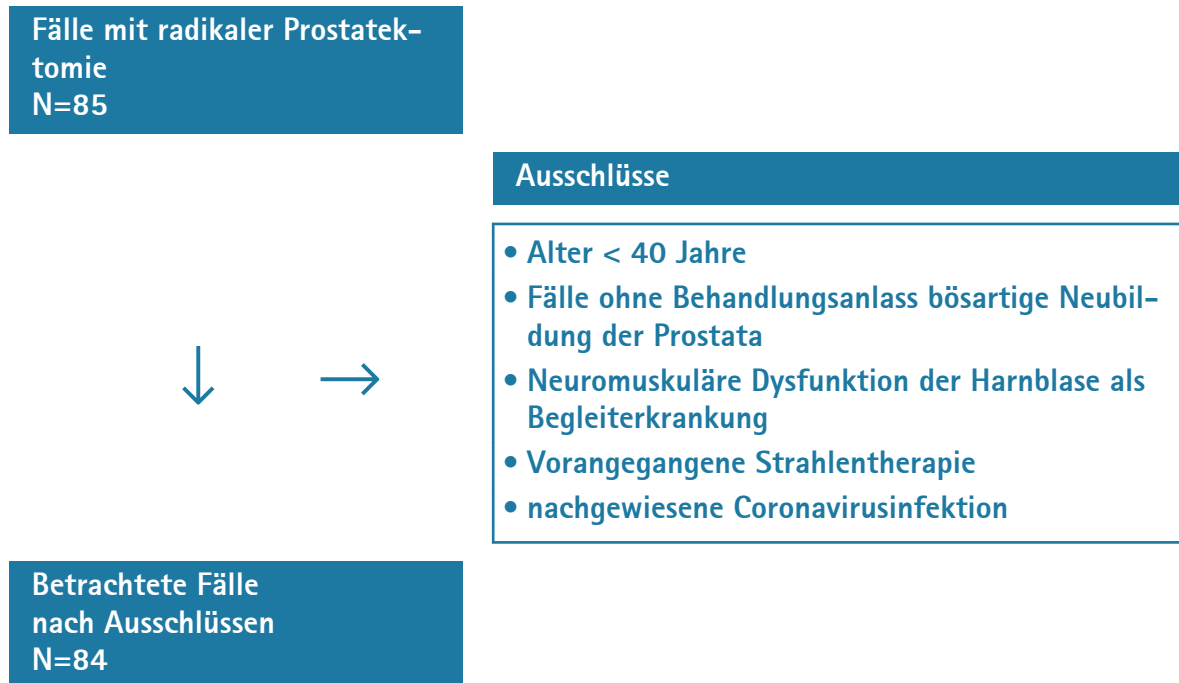 Fälle mit radikaler Prostatek-
tomie
N=85
Ausschlüsse
• Alter < 40 Jahre
• Fälle ohne Behandlungsanlass bösartige Neubil-
dung der Prostata
• Neuromuskuläre Dysfunktion der Harnblase als
Begleiterkrankung
• Vorangegangene Strahlentherapie
• nachgewiesene Coronavirusinfektion
Betrachtete Fälle
nach Ausschlüssen
N=84